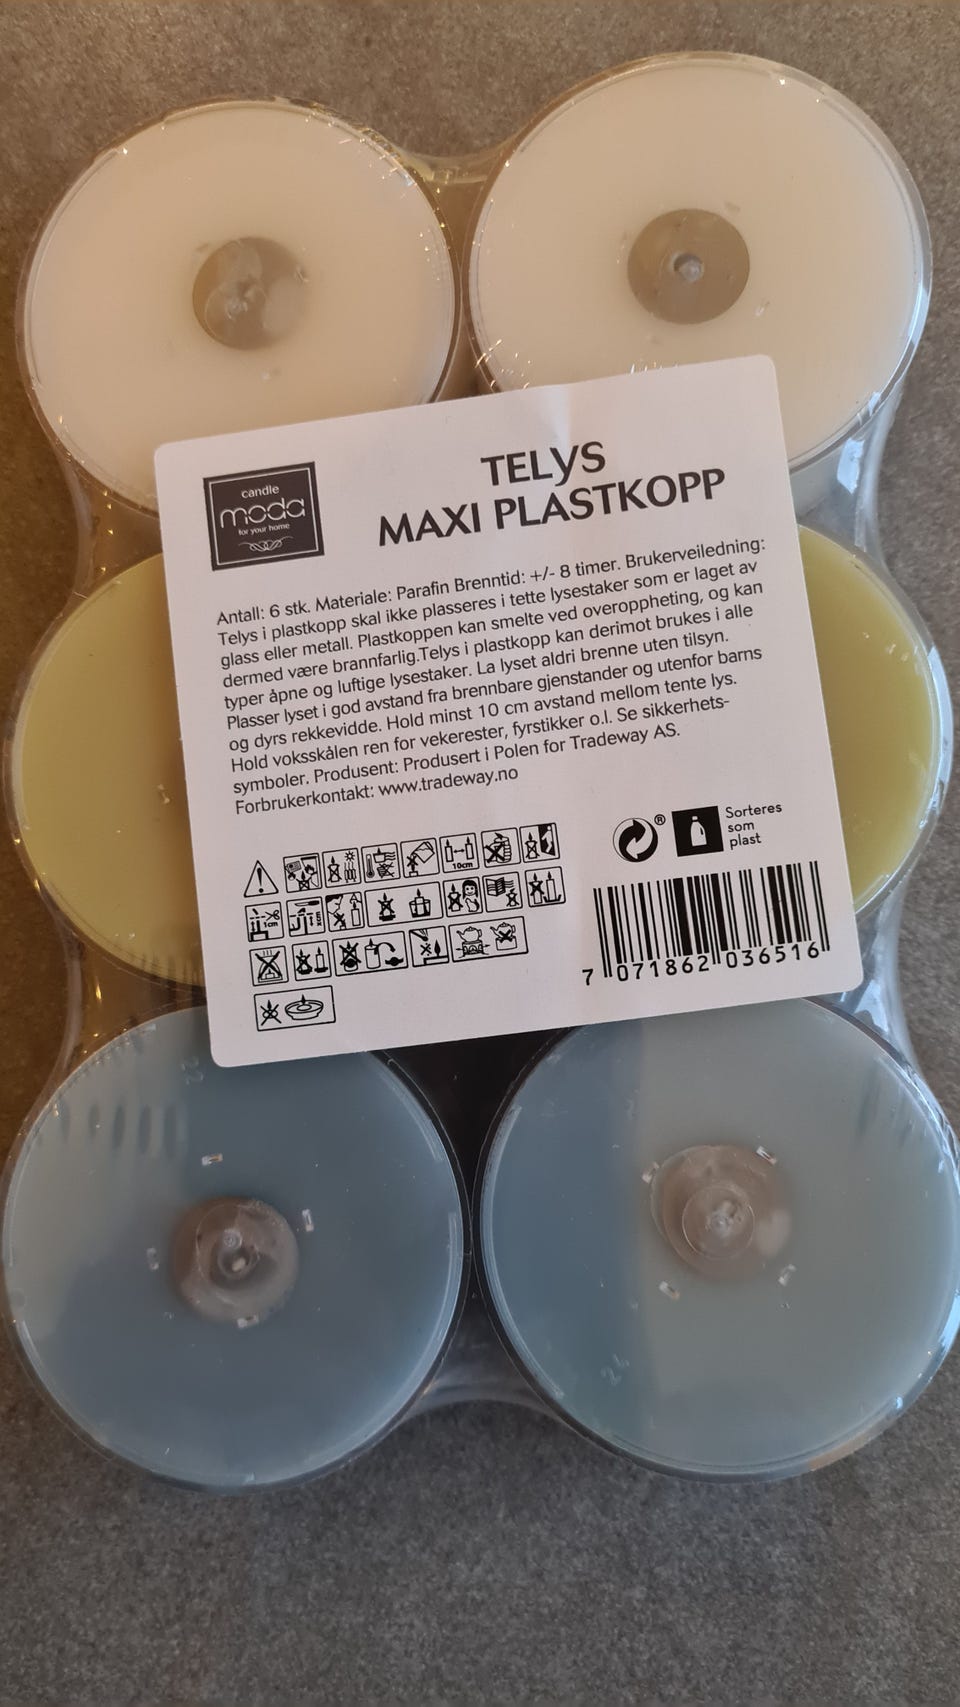 candle
moda
for your home
TELYS
MAXI PLASTKOPP
Antall: 6 stk. Materiale: Parafin Brenntid: +/- 8 timer. Brukerveiledning:
Telys i plastkopp skal ikke plasseres i tette lysestaker som er laget av
glass eller metall. Plastkoppen kan smelte ved overoppheting, og kan
dermed være brannfarlig.Telys i plastkopp kan derimot brukes i alle
typer åpne og luftige lysestaker. La lyset aldri brenne uten tilsyn.
Plasser lyset i god avstand fra brennbare gjenstander og utenfor barns
og dyrs rekkevidde. Hold minst 10 cm avstand mellom tente lys.
Hold voksskålen ren for vekerester, fyrstikker o.l. Se sikkerhets-
symboler. Produsent: Produsert i Polen for Tradeway AS.
Forbrukerkontakt: www.tradeway.no
10cm
1cm
®
Sorteres
som
plast
7 071862 036516
22
24